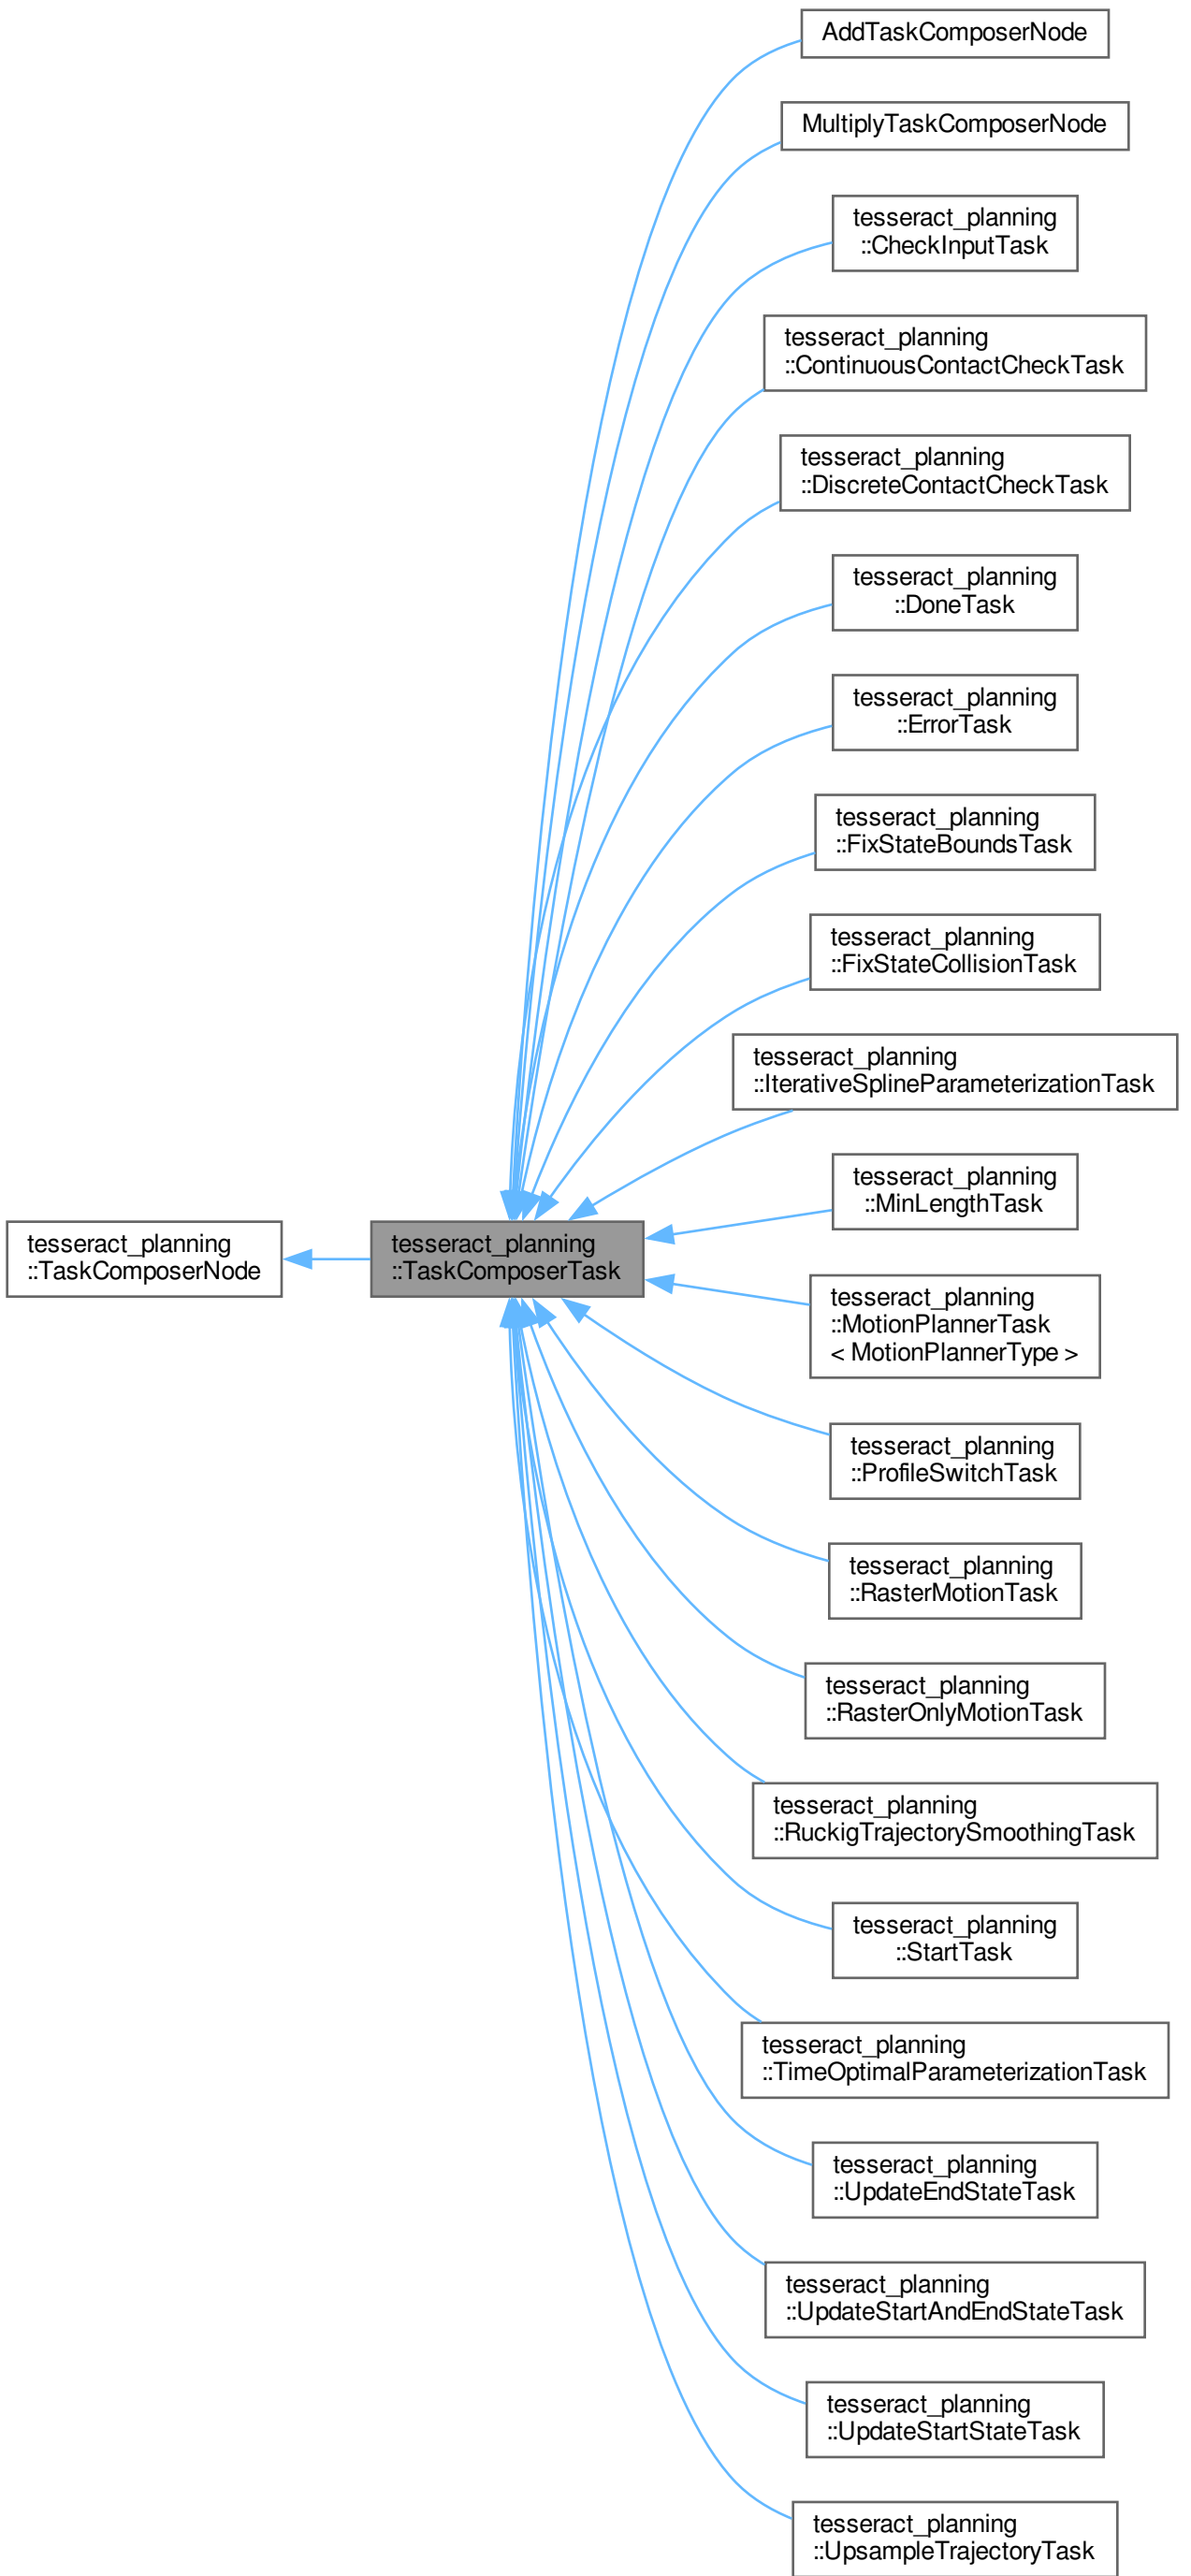 AddTaskComposerNode
MultiplyTaskComposerNode
tesseract_planning
::CheckInputTask
tesseract_planning
::ContinuousContactCheckTask
tesseract_planning
::DiscreteContactCheckTask
tesseract_planning
::DoneTask
tesseract_planning
::ErrorTask
tesseract_planning
::FixStateBoundsTask
tesseract_planning
::FixStateCollisionTask
tesseract_planning
::IterativeSplineParameterizationTask
tesseract_planning
::MinLengthTask
tesseract_planning
::TaskComposerNode
tesseract_planning
::TaskComposerTask
tesseract_planning
::MotionPlannerTask
< MotionPlannerType >
tesseract_planning
::ProfileSwitchTask
tesseract_planning
::RasterMotionTask
tesseract_planning
::RasterOnlyMotionTask
tesseract_planning
::RuckigTrajectorySmoothingTask
tesseract_planning
::StartTask
tesseract_planning
::TimeOptimalParameterizationTask
tesseract_planning
::UpdateEndStateTask
tesseract_planning
::UpdateStartAndEndStateTask
tesseract_planning
::UpdateStartStateTask
tesseract_planning
::UpsampleTrajectoryTask